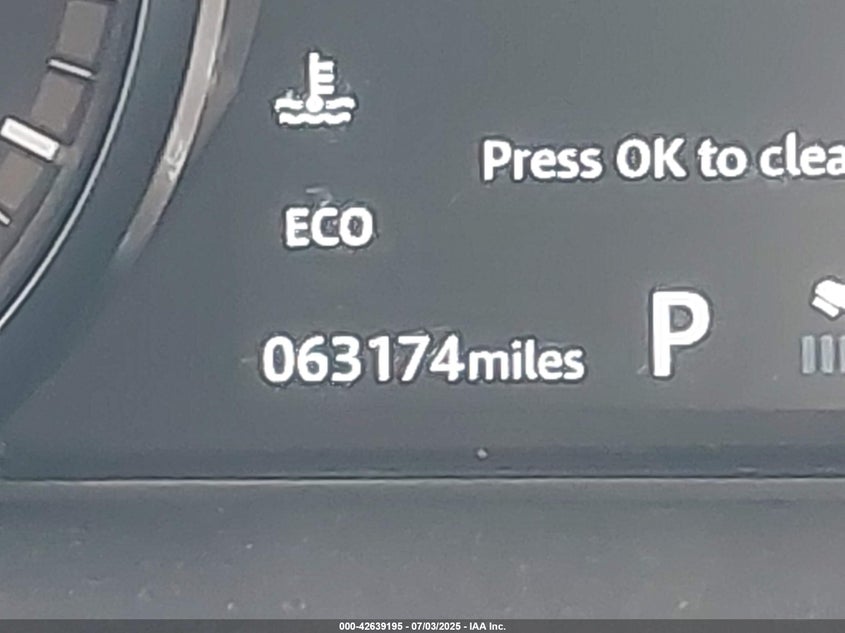 Press OK to clea
ECO
P
063174miles
000-42639195 - 07/03/2025 - IAA Inc.